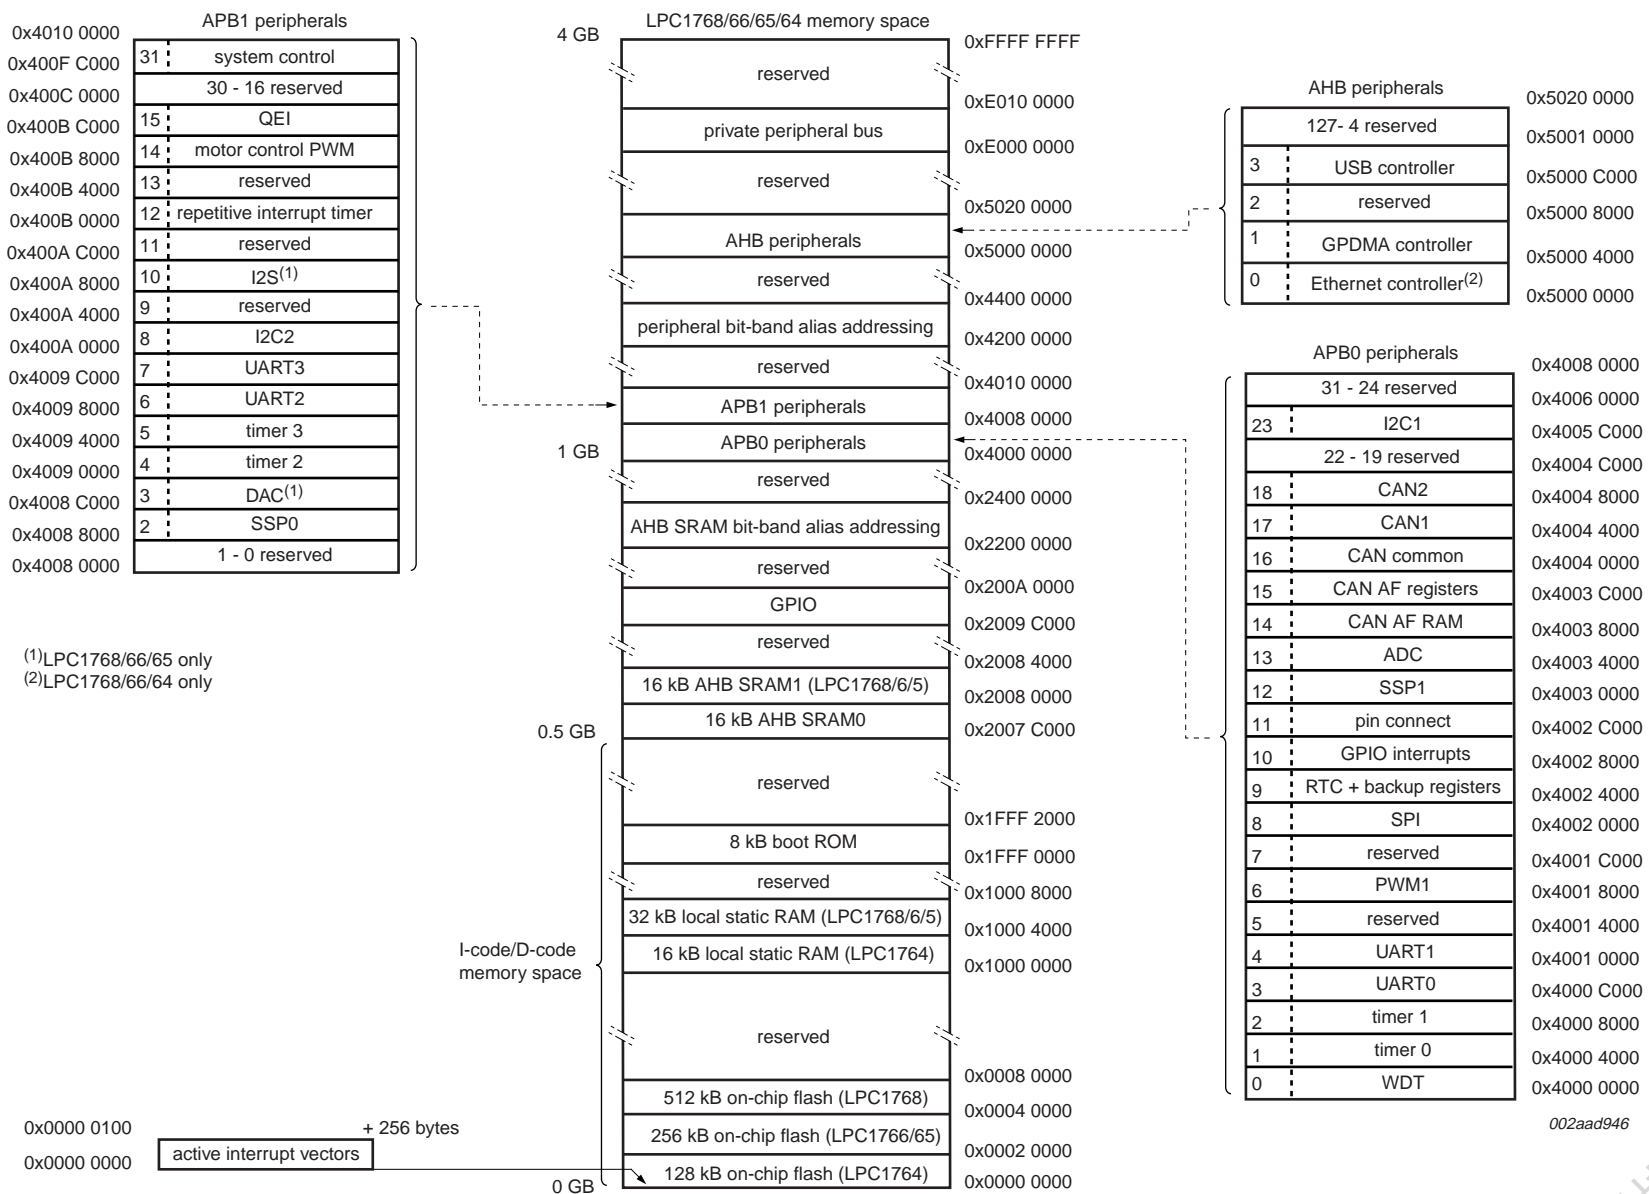 APB1 peripherals
0x4010 0000
31 system control
0x400F C000
30 - 16 reserved
0x400C 0000
15 QEI
0x400B C000
14 motor control PWM
0x400B 8000
13 reserved
0x400B 4000
12 repetitive interrupt timer
0x400B 0000
11 reserved
0x400A C000
10 I2S(1)
0x400A 8000
9 reserved
0x400A 4000
8 I2C2
0x400A 0000
7 UART3
0x4009 C000
6 UART2
0x4009 8000
5 timer 3
0x4009 4000
4 timer 2
0x4009 0000
3 DAC(1)
0x4008 C000
2 SSP0
0x4008 8000
1 - 0 reserved
0x4008 0000
(1)LPC1768/66/65 only
(2)LPC1768/66/64 only
0x0000 0100
+ 256 bytes
active interrupt vectors
0x0000 0000
LPC1768/66/65/64 memory space
4 GB
0xFFFF FFFF
reserved
0xE010 0000
private peripheral bus
0xE000 0000
reserved
0x5020 0000
AHB peripherals
0x5000 0000
reserved
0x4400 0000
peripheral bit-band alias addressing
0x4200 0000
reserved
0x4010 0000
APB1 peripherals
0x4008 0000
APB0 peripherals
1 GB
0x4000 0000
reserved
0x2400 0000
AHB SRAM bit-band alias addressing
0x2200 0000
reserved
0x200A 0000
GPIO
0x2009 C000
reserved
0x2008 4000
16 kB AHB SRAM1 (LPC1768/6/5)
0x2008 0000
16 kB AHB SRAM0
0x2007 C000
0.5 GB
reserved
0x1FFF 2000
8 kB boot ROM
0x1FFF 0000
reserved
0x1000 8000
32 kB local static RAM (LPC1768/6/5)
0x1000 4000
16 kB local static RAM (LPC1764)
0x1000 0000
I-code/D-code
memory space
reserved
0x0008 0000
512 kB on-chip flash (LPC1768)
0x0004 0000
256 kB on-chip flash (LPC1766/65)
0x0002 0000
128 kB on-chip flash (LPC1764)
0x0000 0000
0 GB
AHB peripherals
0x5020 0000
127- 4 reserved
0x5001 0000
3 USB controller
0x5000 C000
2 reserved
0x5000 8000
1 GPDMA controller
0x5000 4000
0 Ethernet controller(2)
0x5000 0000
APB0 peripherals
0x4008 0000
31 - 24 reserved
0x4006 0000
23 I2C1
0x4005 C000
22 - 19 reserved
0x4004 C000
18 CAN2
0x4004 8000
17 CAN1
0x4004 4000
16 CAN common
0x4004 0000
15 CAN AF registers
0x4003 C000
14 CAN AF RAM
0x4003 8000
13 ADC
0x4003 4000
12 SSP1
0x4003 0000
11 pin connect
0x4002 C000
10 GPIO interrupts
0x4002 8000
9 RTC + backup registers
0x4002 4000
8 SPI
0x4002 0000
7 reserved
0x4001 C000
6 PWM1
0x4001 8000
5 reserved
0x4001 4000
4 UART1
0x4001 0000
3 UART0
0x4000 C000
2 timer 1
0x4000 8000
1 timer 0
0x4000 4000
0 WDT
0x4000 0000
002aad946